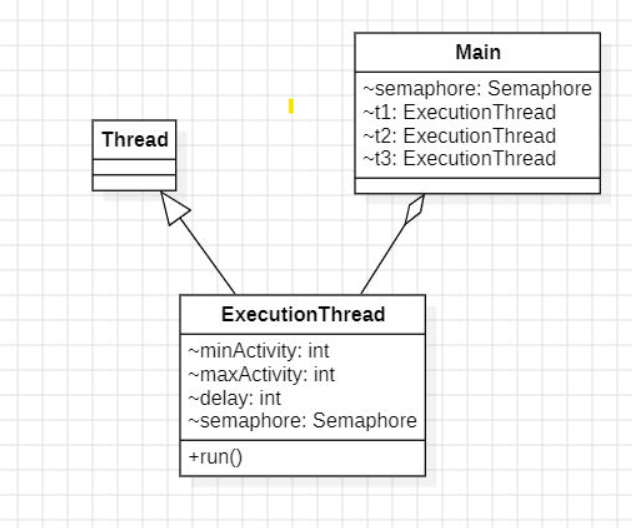 Main
~semaphore: Semaphore
~t1: ExecutionThread
~t2: ExecutionThread
~t3: ExecutionThread
Thread
ExecutionThread
~minActivity: int
~maxActivity: int
~delay: int
~semaphore: Semaphore
+run()